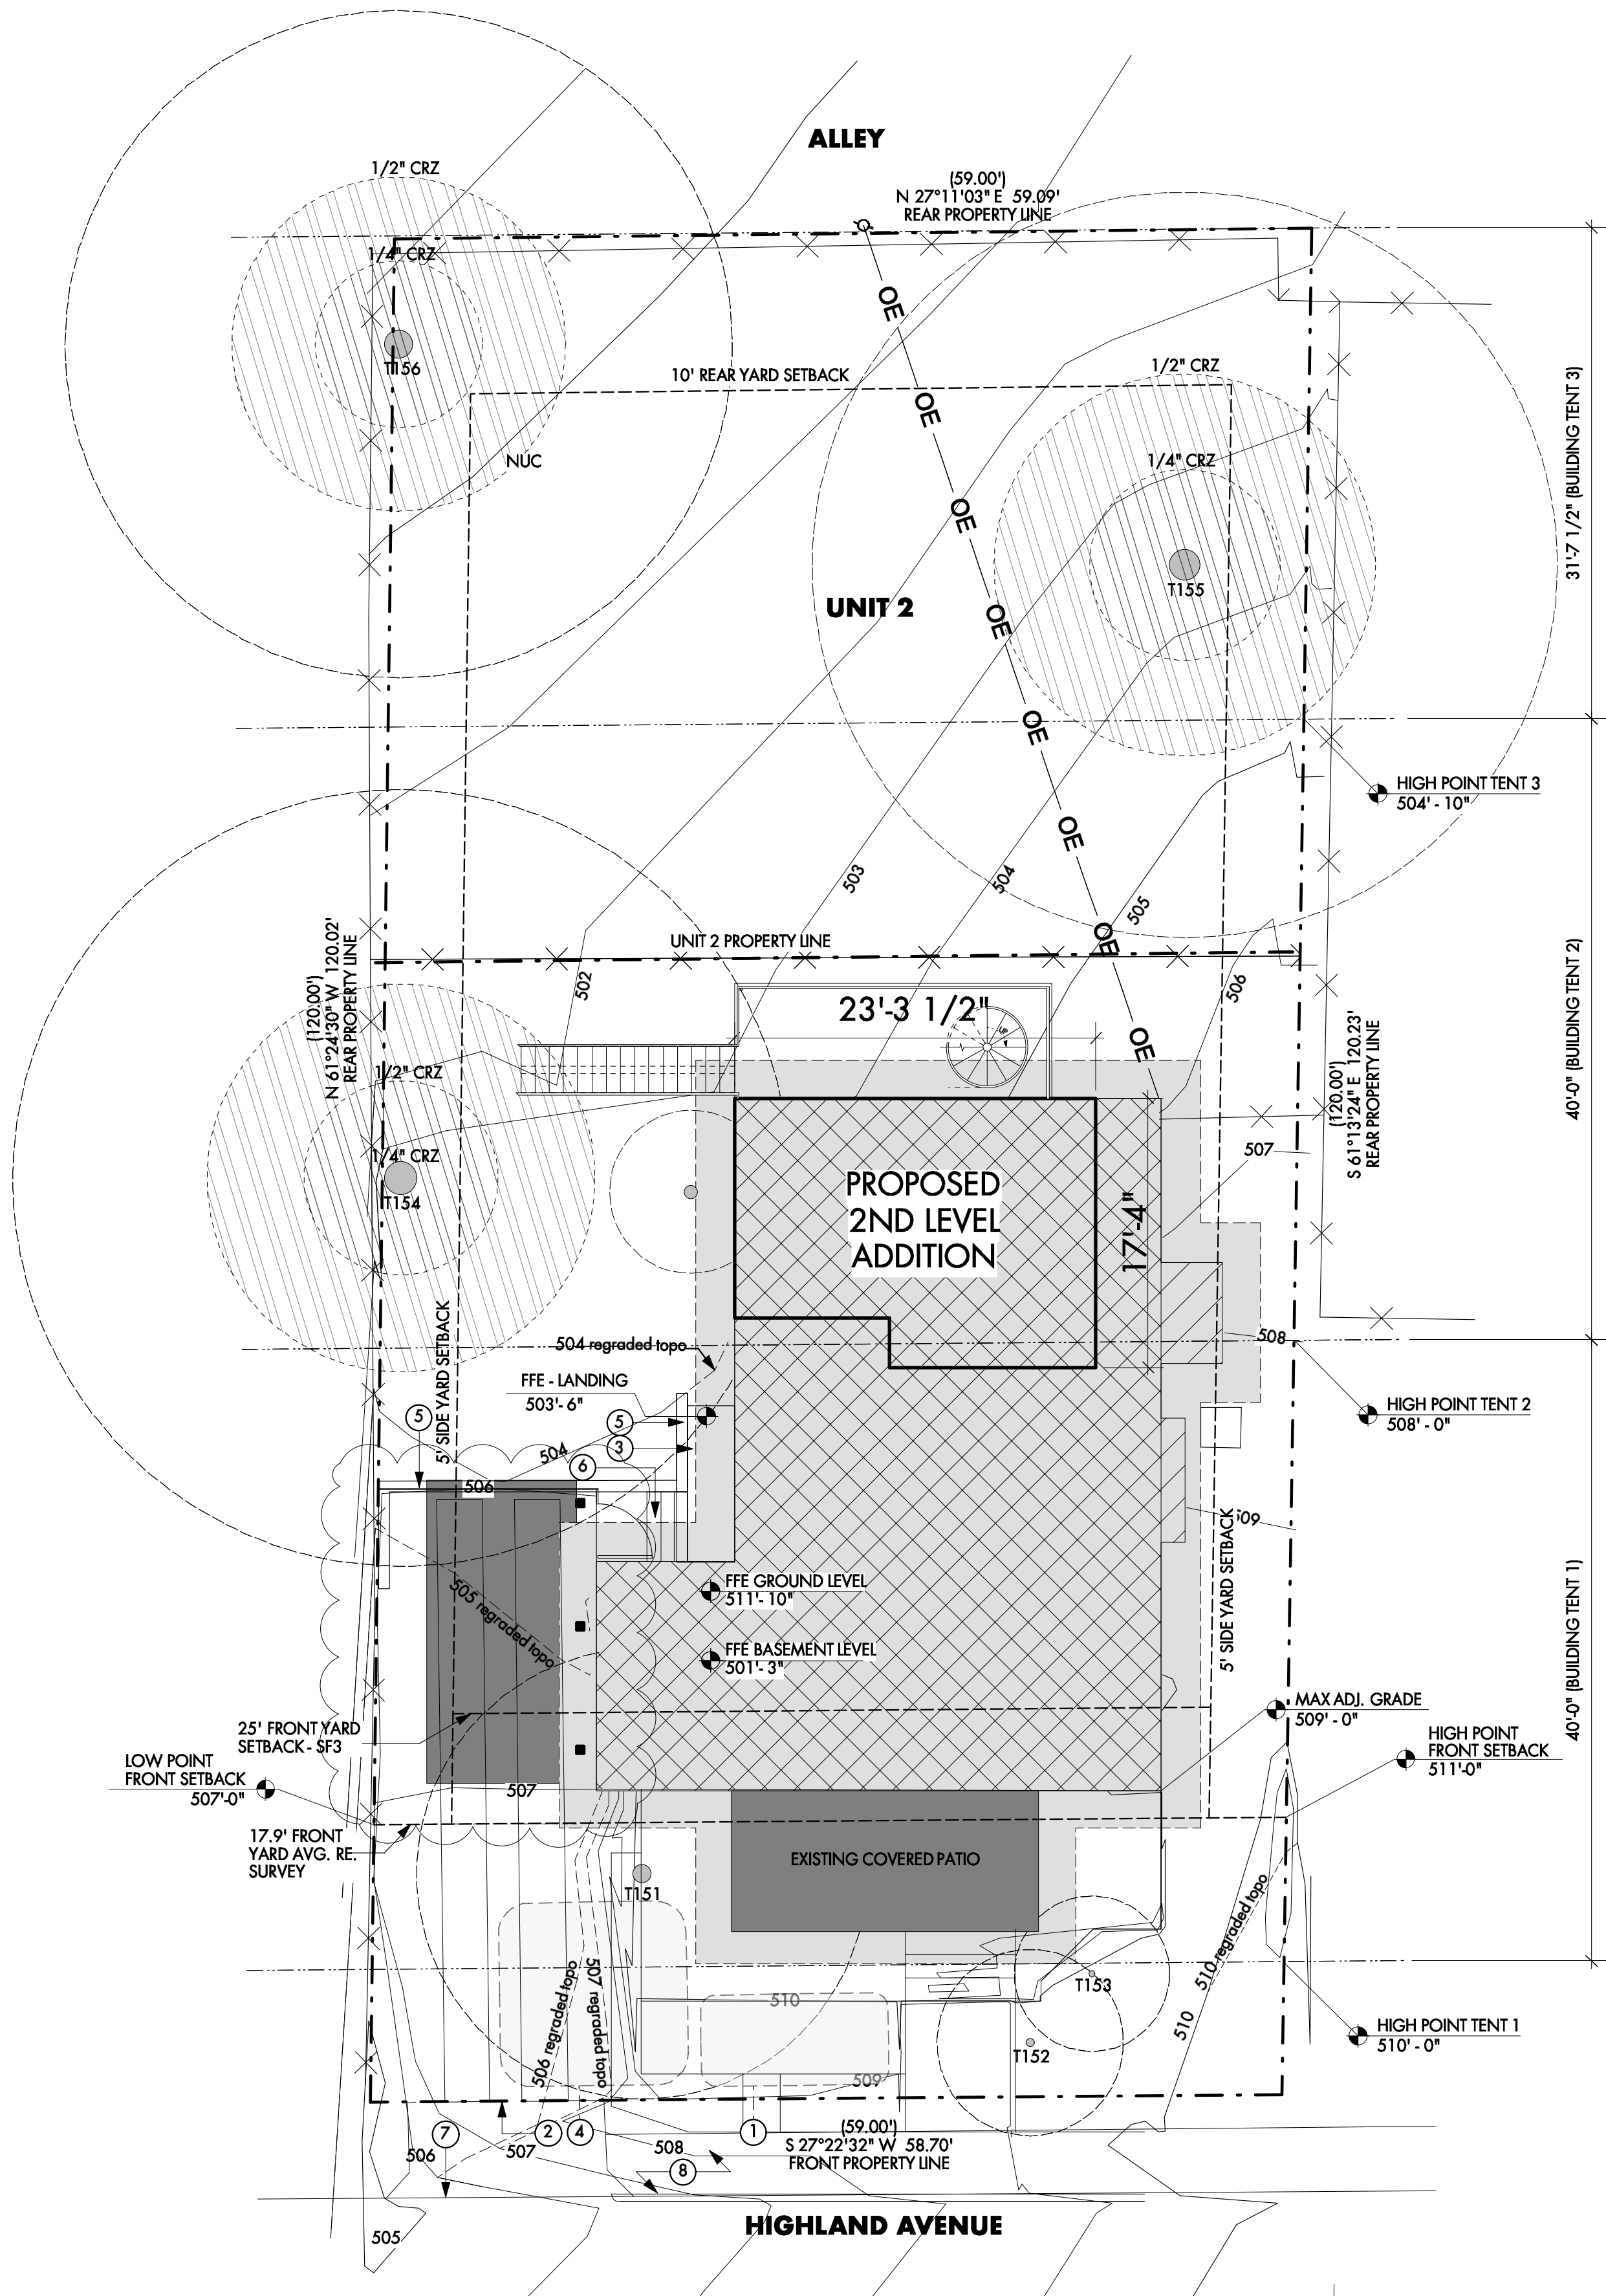 ALLEY
1/2" CRZ
(59.00')
N 27°11'03" E  59.09'
REAR PROPERTY LINE
1/4" CRZ
OE
T156
10' REAR YARD SETBACK
1/2" CRZ
OE
NUC
1/4" CRZ
31'-7 1/2" (BUILDING TENT 3)
OE
T155
UNIT 2
OE
OE
HIGH POINT TENT 3
504' - 10"
OE
503
504
505
(120.00')
N 61°24'30" W  120.02'
REAR PROPERTY LINE
UNIT 2 PROPERTY LINE
OE
502
506
40'-0" (BUILDING TENT 2)
23'-3 1/2"
OE
(120.00')
S 61°13'24" E  120.23'
REAR PROPERTY LINE
1/2" CRZ
1/4" CRZ
507
T154
PROPOSED
2ND LEVEL
ADDITION
17'-4"
504 regraded topo
508
5' SIDE YARD SETBACK
FFE - LANDING
503'- 6"
HIGH POINT TENT 2
508' - 0"
5
5
3
504
6
506
509
505 regraded topo
FFE GROUND LEVEL
511'- 10"
5' SIDE YARD SETBACK
40'-0" (BUILDING TENT 1)
FFE BASEMENT LEVEL
501'- 3"
MAX ADJ. GRADE
509' - 0"
25' FRONT YARD
SETBACK - SF3
HIGH POINT
FRONT SETBACK
511'-0"
LOW POINT
FRONT SETBACK
507'-0"
507
17.9' FRONT
YARD AVG. RE.
SURVEY
EXISTING COVERED PATIO
T151
510 regraded topo
T153
506 regraded topo
507 regraded topo
510
510
HIGH POINT TENT 1
510' - 0"
T152
509
7
2
4
1
(59.00')
S 27°22'32" W  58.70'
FRONT PROPERTY LINE
506
507
508
8
HIGHLAND AVENUE
505